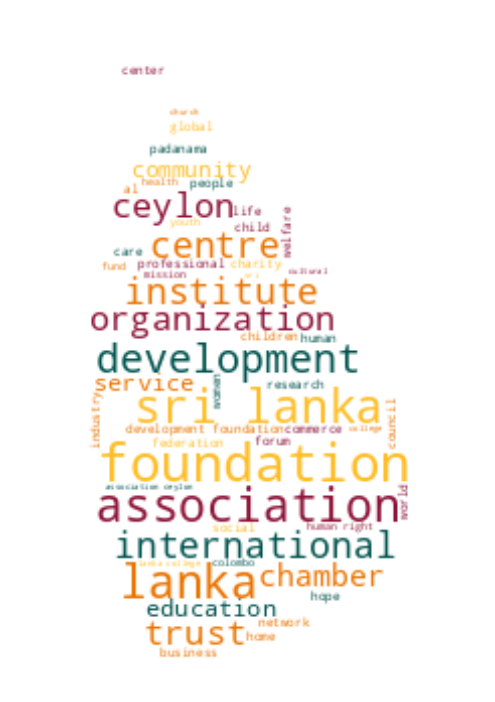 center
church
global
padanama
community
health people
al
ceylon life
youth child
welfare
centre
care
fund professional charity
mission sri cultural
institute
organization
children human
development
service women research
industry
sri lanka
council
development foundation commerce college
federation forum
foundation
association ceylon
association world
social human right
international
lanka college colombo
lanka chamber
hope
education
trust network
home
business